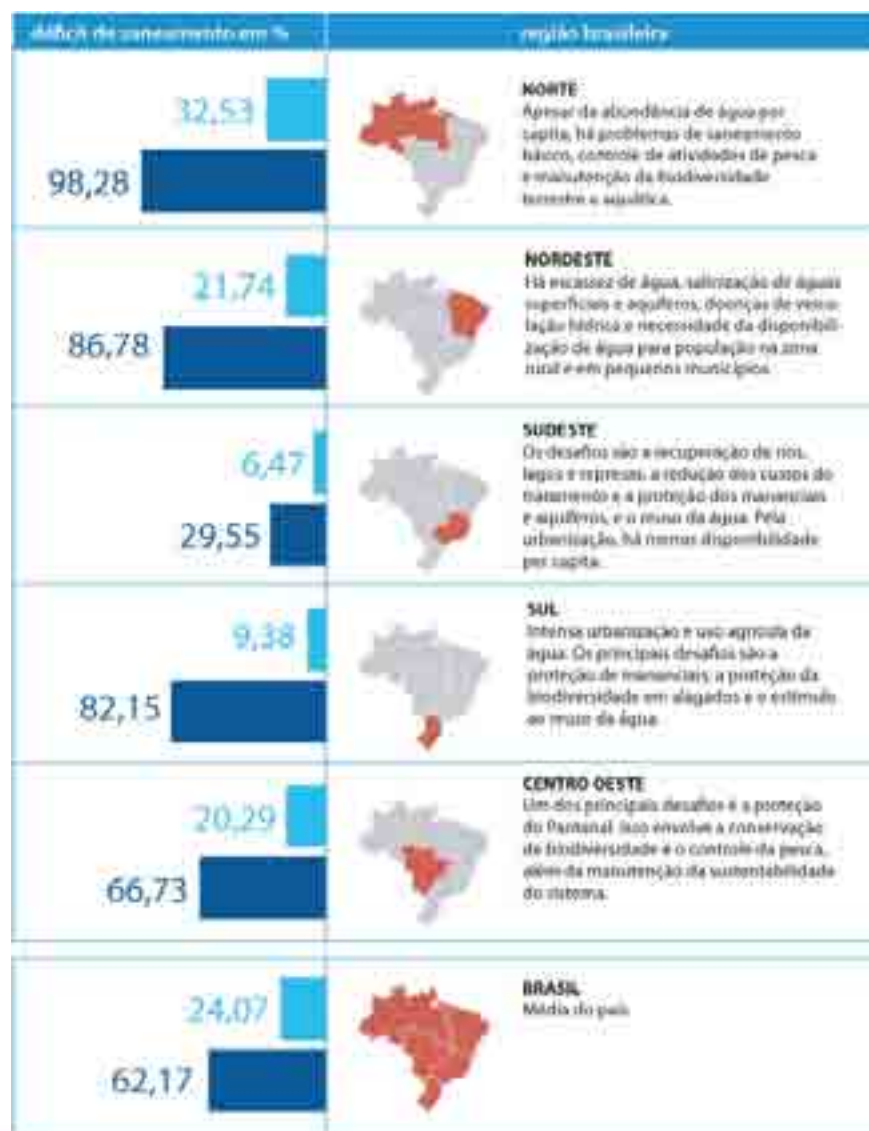 déficit de saneamento em %
região brasileira
32,53
98,28
NORTE
Apesar da abundância de água per
capita, há problemas de saneamento
básico, controle de atividades de pesca
e manutenção da biodiversidade
terrestre e aquática.
21,74
86,78
NORDESTE
Há escassez de água, salinização de águas
superficiais e aquíferos, doenças de veicu-
lação hídrica e necessidade da disponibili-
zação de água para população na zona
rural e em pequenos municípios.
6,47
29,55
SUDESTE
Os desafios são a recuperação de rios,
lagos e represas, a redução dos custos do
tratamento e a proteção dos mananciais
e aquíferos, e o reuso da água. Pela
urbanização, há menos disponibilidade
per capita.
9,38
82,15
SUL
Intensa urbanização e uso agrícola da
água. Os principais desafios são a
proteção de mananciais, a proteção da
biodiversidade em alagados e o estímulo
ao reuso da água.
20,29
66,73
CENTRO OESTE
Um dos principais desafios é a proteção
do Pantanal. Isso envolve a conservação
da biodiversidade e o controle da pesca,
além da manutenção da sustentabilidade
do sistema.
24,07
62,17
BRASIL
Média do país